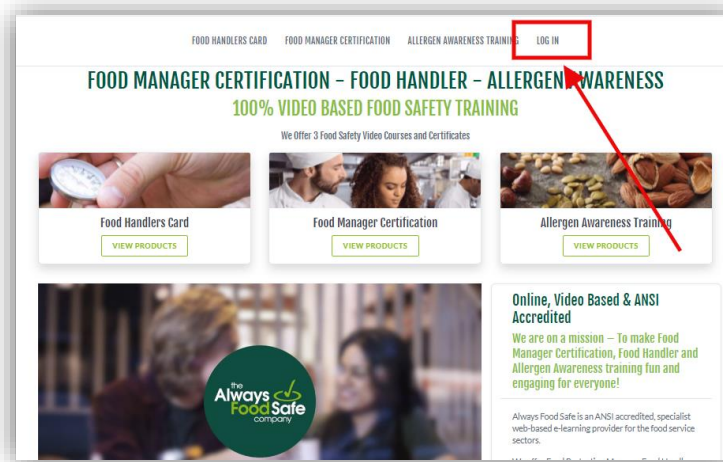 FOOD HANDLERS CARD FOOD MANAGER CERTIFICATION ALLERGEN AWARENESS TRAINING LOG IN
FOOD MANAGER CERTIFICATION – FOOD HANDLER – ALLERGEN AWARENESS
100% VIDEO BASED FOOD SAFETY TRAINING
We Offer 3 Food Safety Video Courses and Certificates
Food Handlers Card
VIEW PRODUCTS
Food Manager Certification
VIEW PRODUCTS
Allergen Awareness Training
VIEW PRODUCTS
the
Always
Food Safe
company
Online, Video Based & ANSI
Accredited
We are on a mission – To make Food
Manager Certification, Food Handler and
Allergen Awareness training fun and
engaging for everyone!
Always Food Safe is an ANSI accredited, specialist
web-based e-learning provider for the food service
sectors.